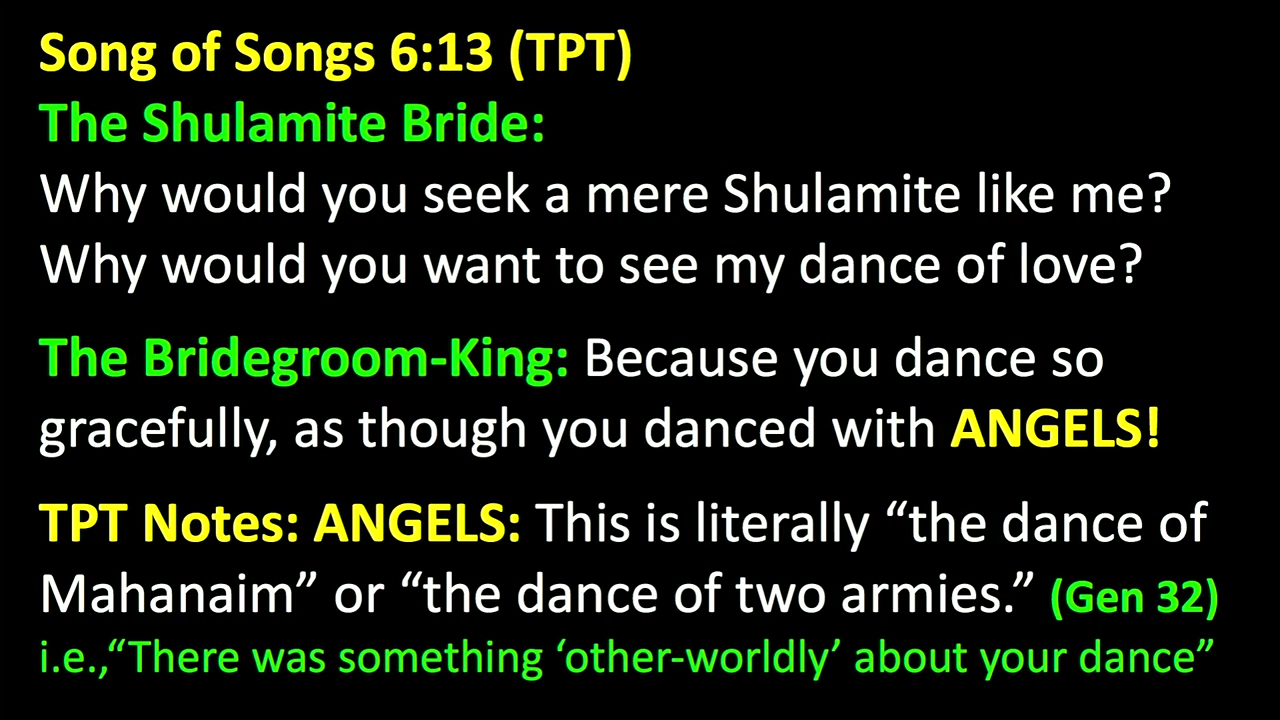 Song of Songs 6:13 (TPT)
The Shulamite Bride:
Why would you seek a mere Shulamite like me?
Why would you want to see my dance of love?
The Bridegroom-King: Because you dance so
gracefully, as though you danced with ANGELS!
TPT Notes: ANGELS: This is literally “the dance of
Mahanaim” or “the dance of two armies.” (Gen 32)
i.e.,“There was something ‘other-worldly’ about your dance”